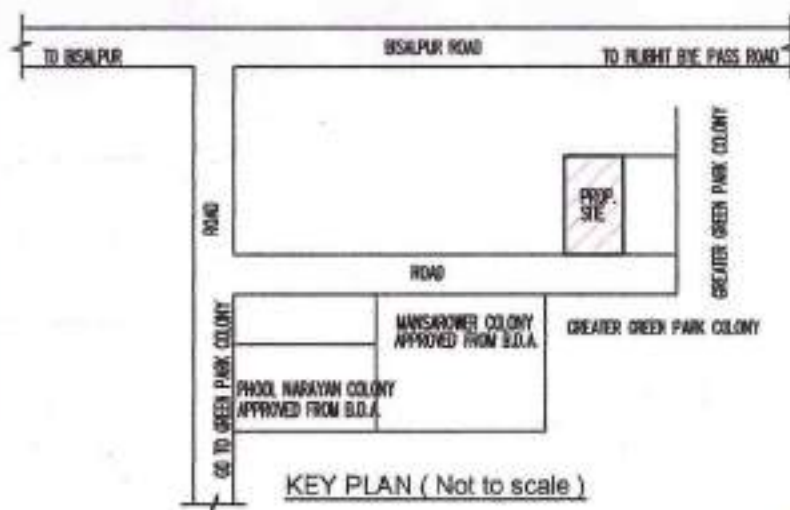 BISALPUR ROAD
TO BISALPUR
TO PILIBHIT BYE PASS ROAD
GREATER GREEN PARK COLONY
PROP.
SITE
ROAD
ROAD
MANSAROWER COLONY
APPROVED FROM B.D.A.
GREATER GREEN PARK COLONY
PHOOL NARAYAN COLONY
APPROVED FROM B.D.A.
GO TO GREEN PARK COLONY
KEY PLAN ( Not to scale )